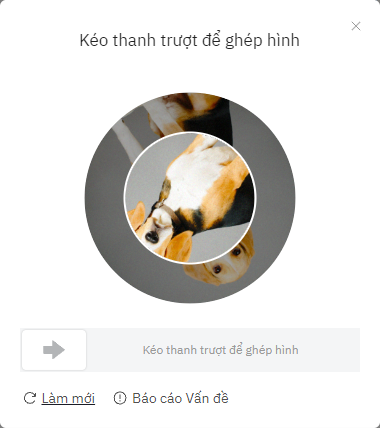 Kéo thanh trượt để ghép hình
Kéo thanh trượt để ghép hình
Làm mới
Báo cáo Vấn đề